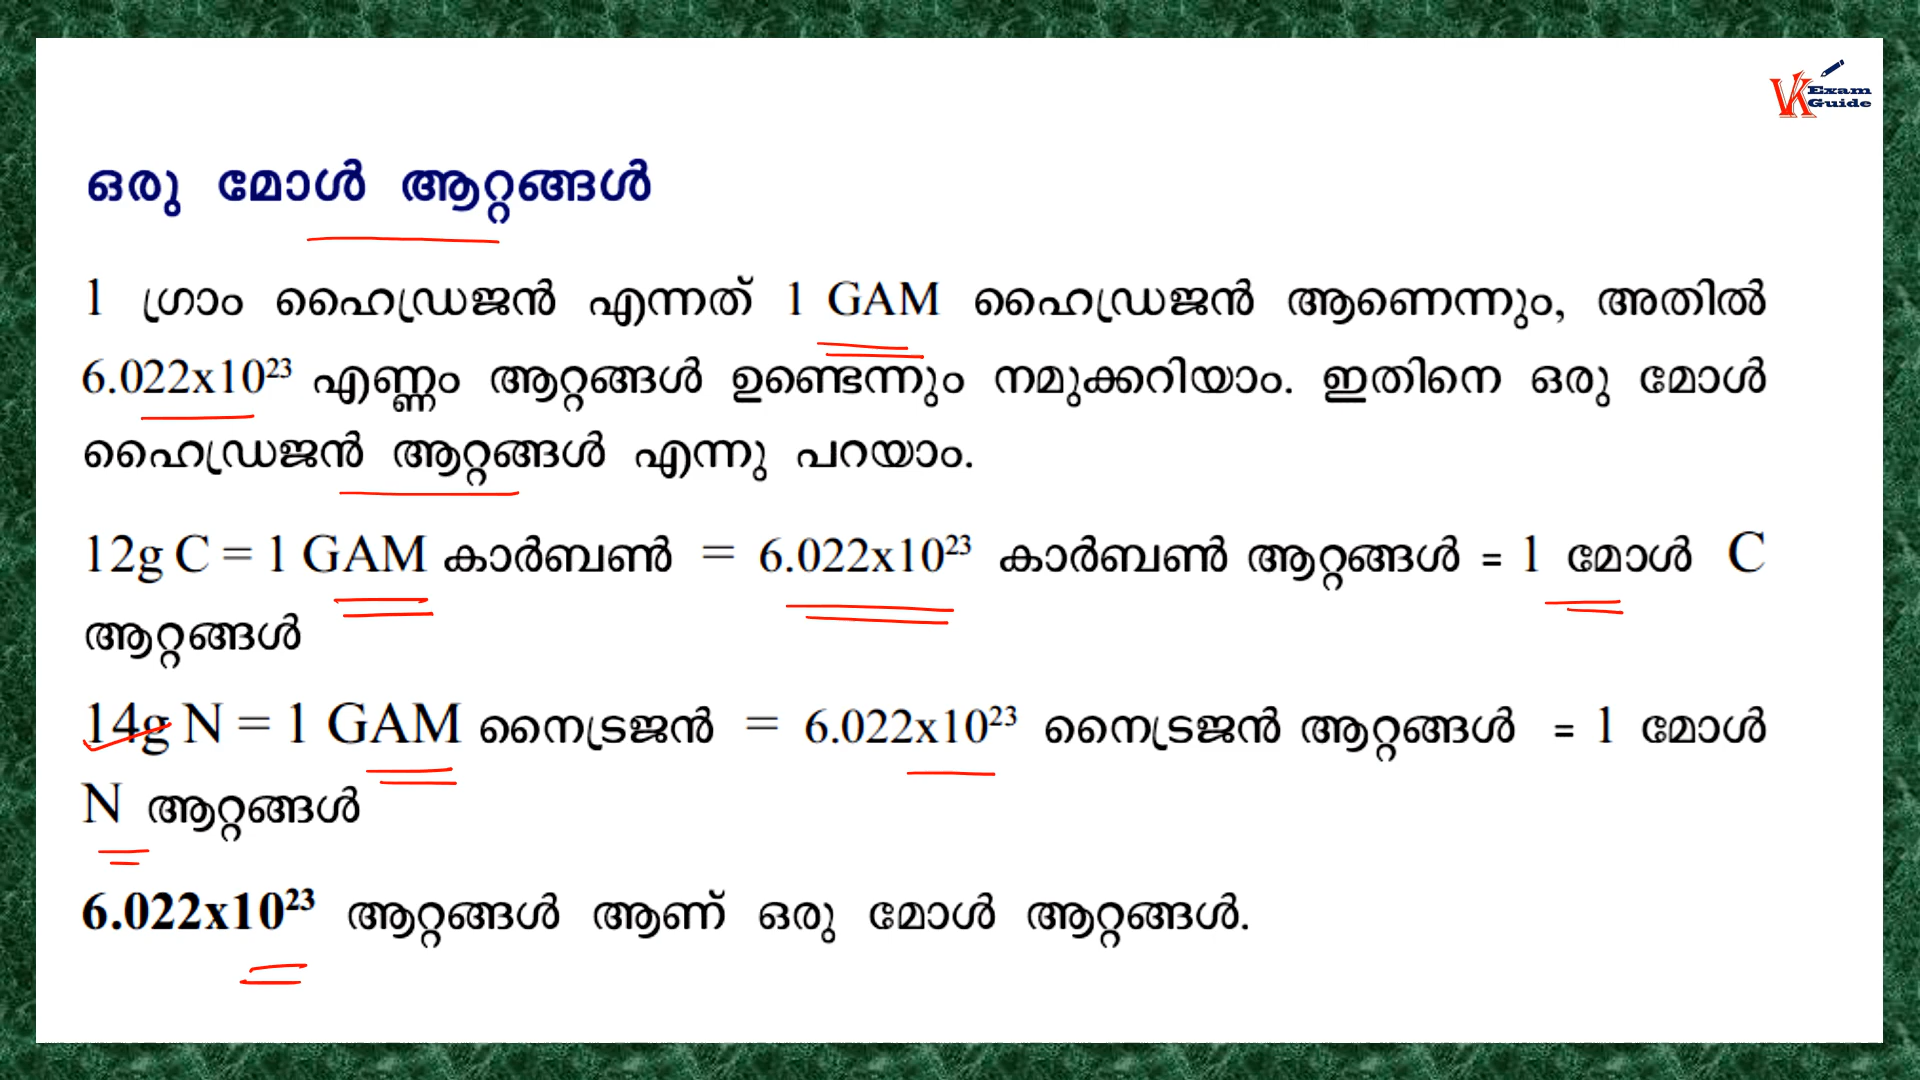 VK Exam
Guide
ഒരു മോൾ ആറ്റങ്ങൾ
1 ഗ്രാം ഹൈഡ്രജൻ എന്നത് 1 GAM ഹൈഡ്രജൻ ആണെന്നും, അതിൽ
6.022x10²³ എണ്ണം ആറ്റങ്ങൾ ഉണ്ടെന്നും നമുക്കറിയാം. ഇതിനെ ഒരു മോൾ
ഹൈഡ്രജൻ ആറ്റങ്ങൾ എന്നു പറയാം.
12g C = 1 GAM കാർബൺ = 6.022x10²³ കാർബൺ ആറ്റങ്ങൾ = 1 മോൾ C
ആറ്റങ്ങൾ
14g N = 1 GAM നൈട്രജൻ = 6.022x10²³ നൈട്രജൻ ആറ്റങ്ങൾ = 1 മോൾ
N ആറ്റങ്ങൾ
6.022x10²³ ആറ്റങ്ങൾ ആണ് ഒരു മോൾ ആറ്റങ്ങൾ.